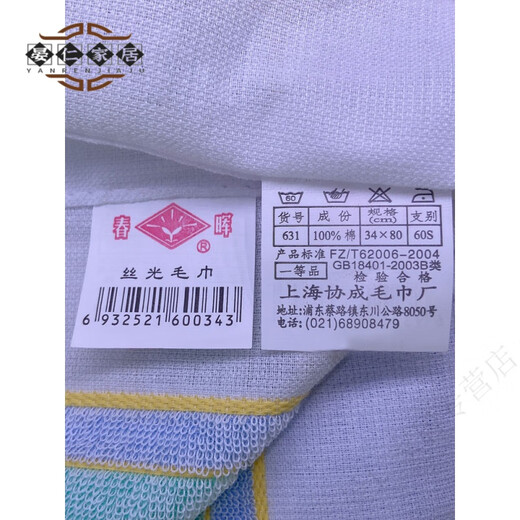 晏仁家居
YANRENJIAJU
春 晖
®
丝光毛巾
6 932521 600343
60
货号 成份 规格(cm) 支别
631 100%棉 34×80 60S
产品标准 FZ/T62006-2004
一等品 GB18401-2003B类
检验合格
上海协成毛巾厂
地址:浦东蔡路镇东川公路8050号
电话:(021)68908479
营店